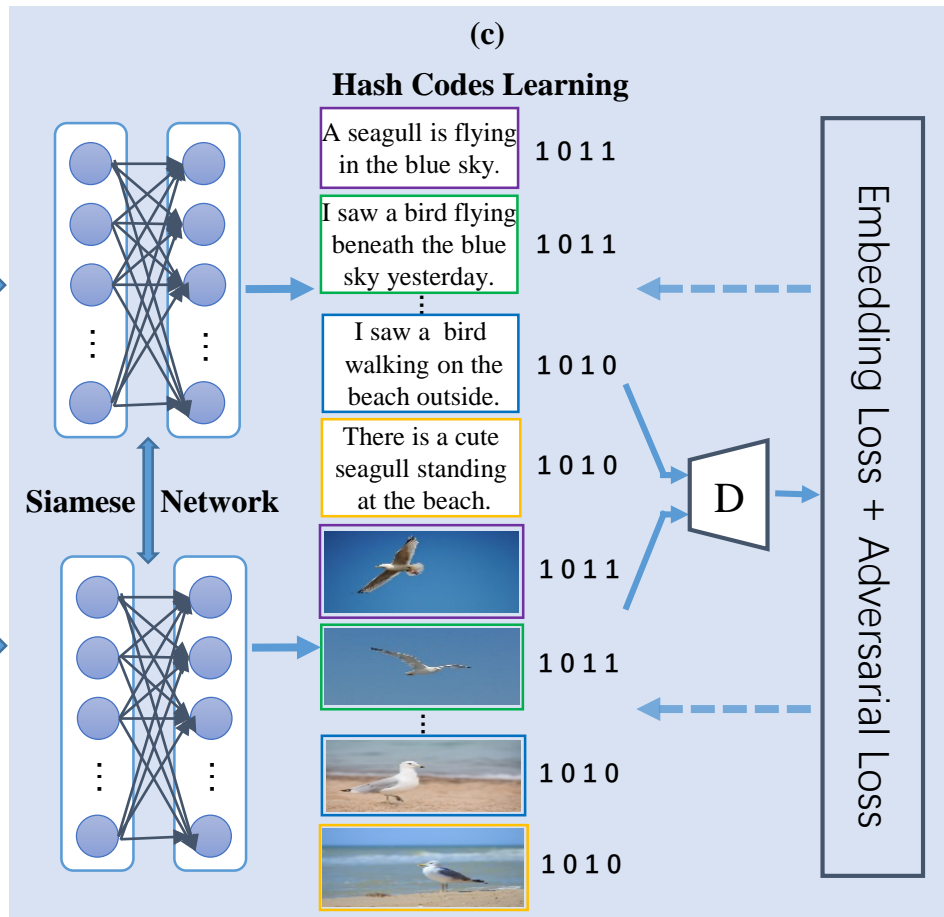 (c)
Hash Codes Learning
A seagull is flying
in the blue sky.
1 0 1 1
I saw a bird flying
beneath the blue
sky yesterday.
1 0 1 1
I saw a bird
walking on the
beach outside.
1 0 1 0
There is a cute
seagull standing
at the beach.
1 0 1 0
Siamese Network
1 0 1 1
1 0 1 1
1 0 1 0
1 0 1 0
D
Embedding Loss + Adversarial Loss